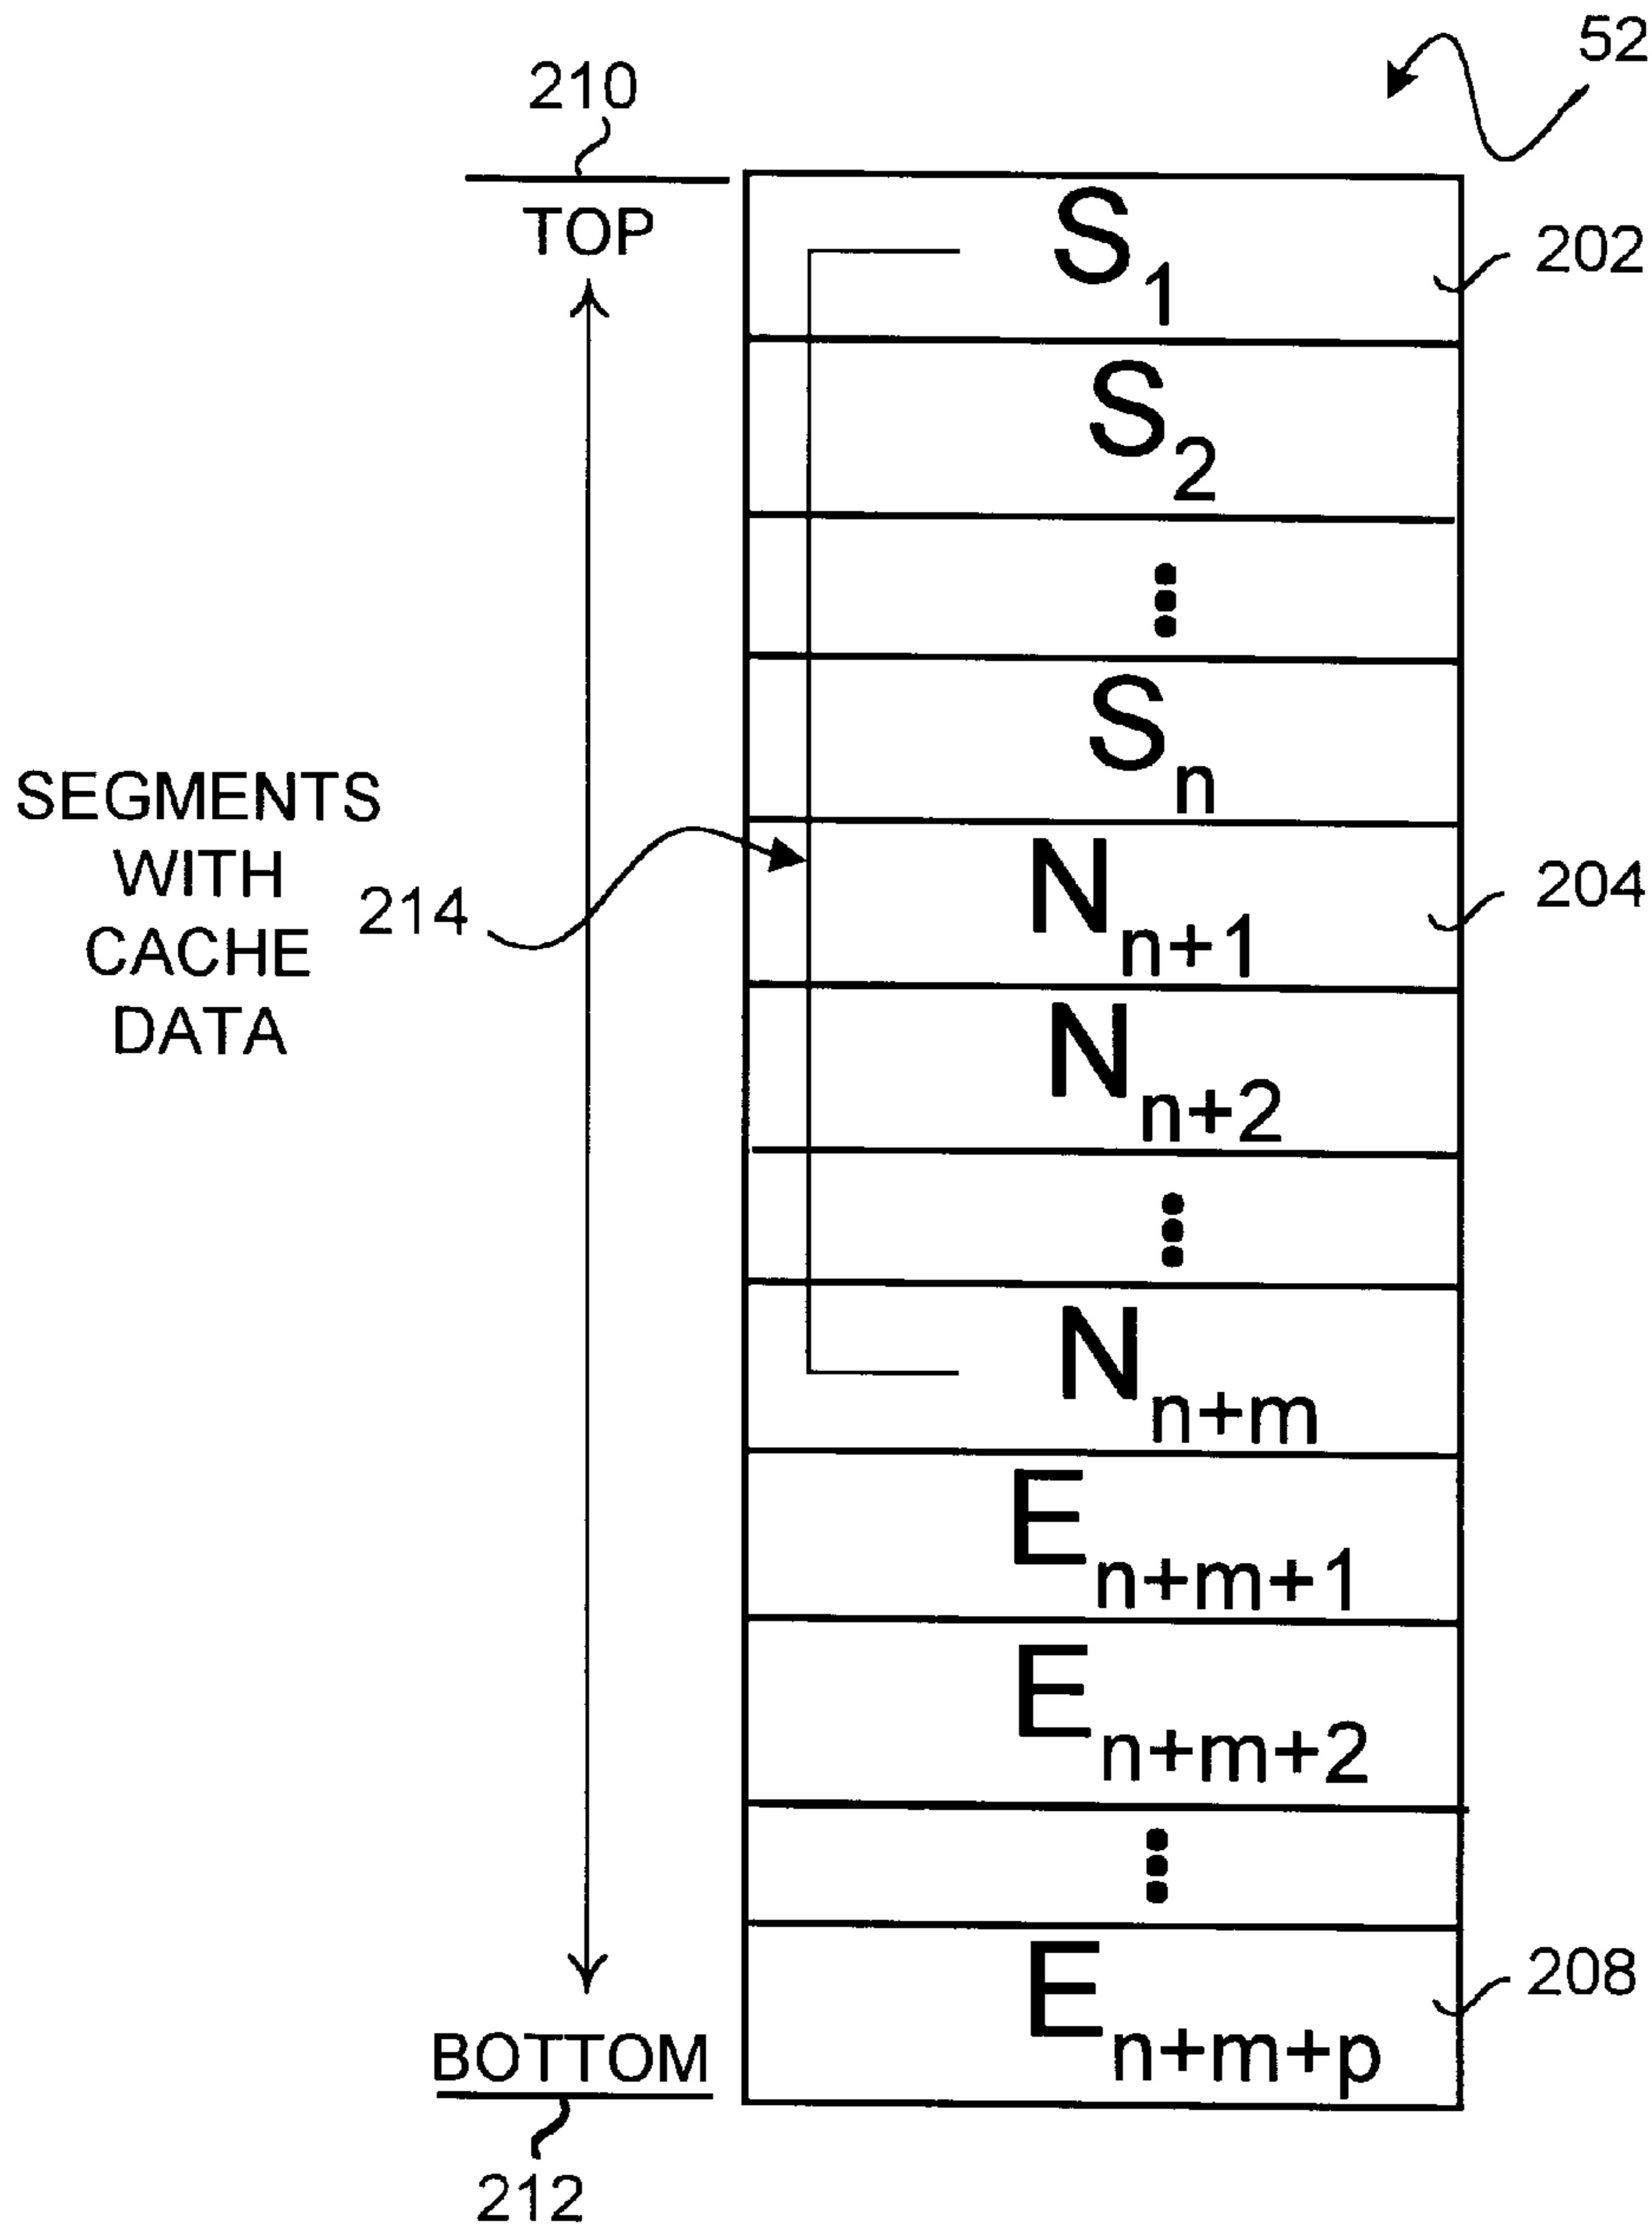 52
210
TOP
S1
202
S2
Sn
SEGMENTS
WITH
CACHE
DATA
214
Nn+1
204
Nn+2
Nn+m
En+m+1
En+m+2
En+m+p
208
BOTTOM
212